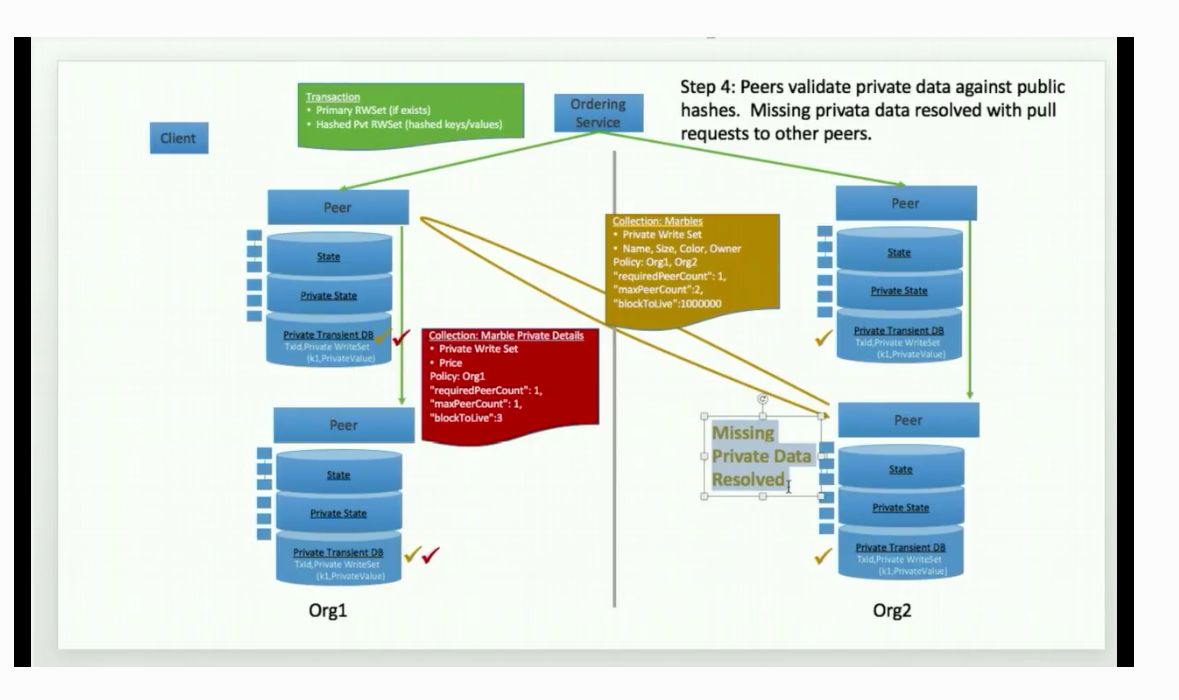 Step 4: Peers validate private data against public
hashes. Missing privata data resolved with pull
requests to other peers.
Transaction
• Primary RWSet (if exists)
• Hashed Pvt RWSet (hashed keys/values)
Ordering
Service
Client
Peer
State
Private State
Private Transient DB
TxId,Private WriteSet
(k1,PrivateValue)
Collection: Marbles
• Private Write Set
• Name, Size, Color, Owner
Policy: Org1, Org2
"requiredPeerCount": 1,
"maxPeerCount":2,
"blockToLive":1000000
Peer
State
Private State
Private Transient DB
TxId,Private WriteSet
(k1,PrivateValue)
Collection: Marble Private Details
• Private Write Set
• Price
Policy: Org1
"requiredPeerCount": 1,
"maxPeerCount": 1,
"blockToLive":3
Peer
State
Private State
Private Transient DB
TxId,Private WriteSet
(k1,PrivateValue)
Missing
Private Data
Resolved
Peer
State
Private State
Private Transient DB
TxId,Private WriteSet
(k1,PrivateValue)
Org1
Org2